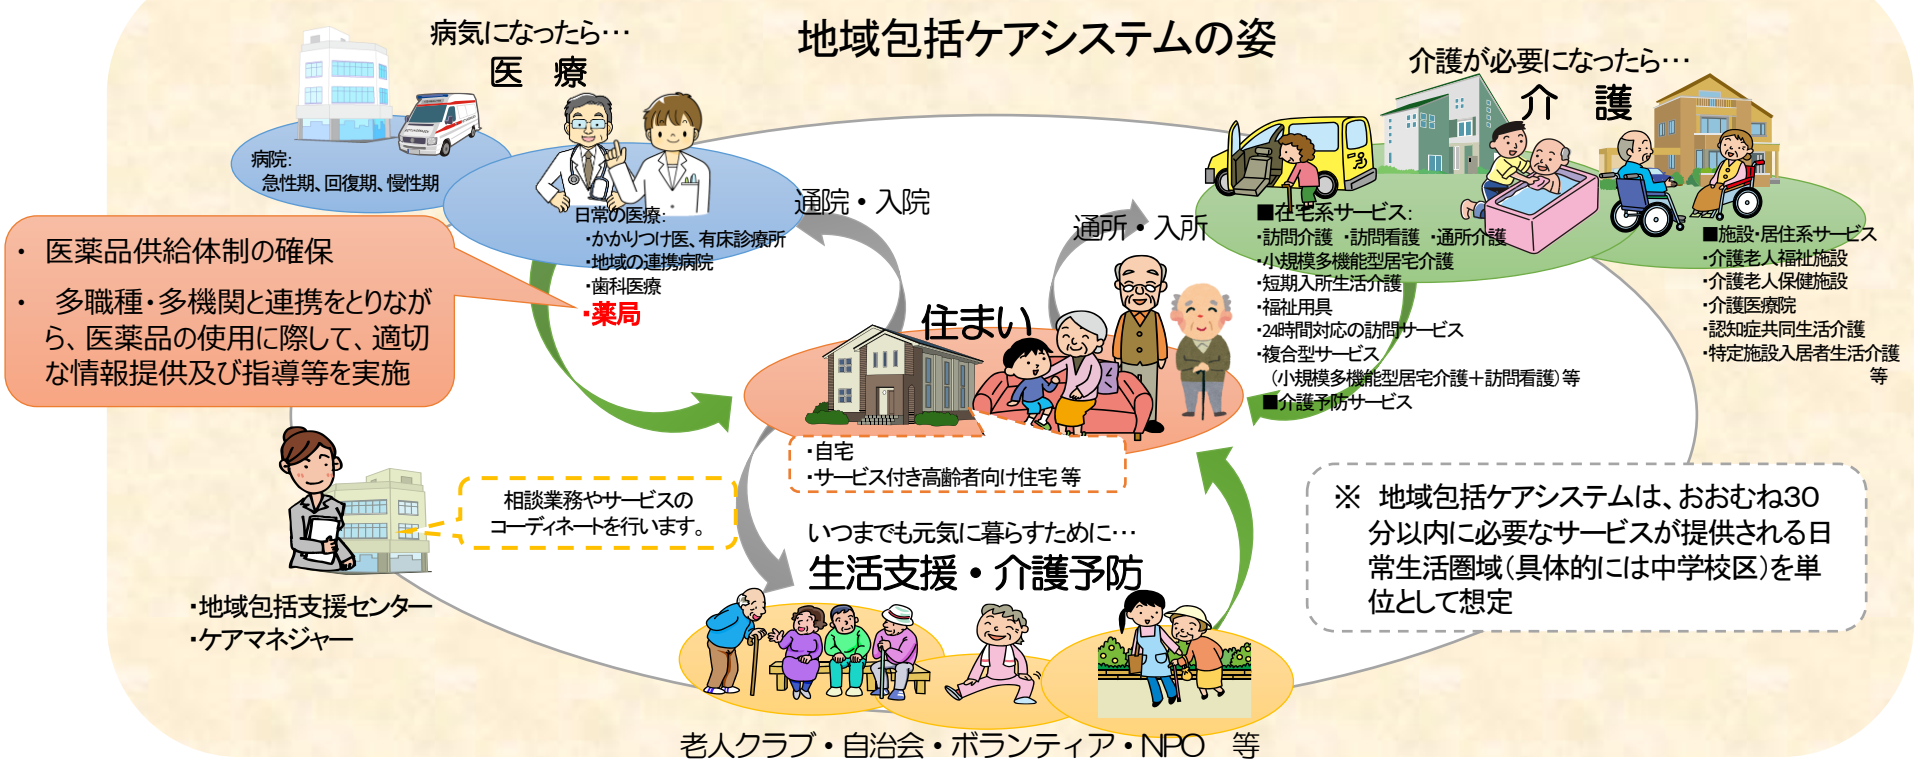 地域包括ケアシステムの姿
病気になったら…
医　療
病院：
急性期、回復期、慢性期
日常の医療：
・かかりつけ医、有床診療所
・地域の連携病院
・歯科医療
・薬局
・ 医薬品供給体制の確保
・ 多職種・多機関と連携をとりなが
ら、医薬品の使用に際して、適切
な情報提供及び指導等を実施
通院・入院
通所・入所
介護が必要になったら…
介　護
■在宅系サービス：
・訪問介護 ・訪問看護 ・通所介護
・小規模多機能型居宅介護
・短期入所生活介護
・福祉用具
・24時間対応の訪問サービス
・複合型サービス
（小規模多機能型居宅介護＋訪問看護）等
■介護予防サービス
■施設・居住系サービス
・介護老人福祉施設
・介護老人保健施設
・介護医療院
・認知症共同生活介護
・特定施設入居者生活介護
等
住まい
・自宅
・サービス付き高齢者向け住宅 等
相談業務やサービスの
コーディネートを行います。
・地域包括支援センター
・ケアマネジャー
いつまでも元気に暮らすために…
生活支援・介護予防
老人クラブ・自治会・ボランティア・NPO　等
※ 地域包括ケアシステムは、おおむね30
分以内に必要なサービスが提供される日
常生活圏域（具体的には中学校区）を単
位として想定